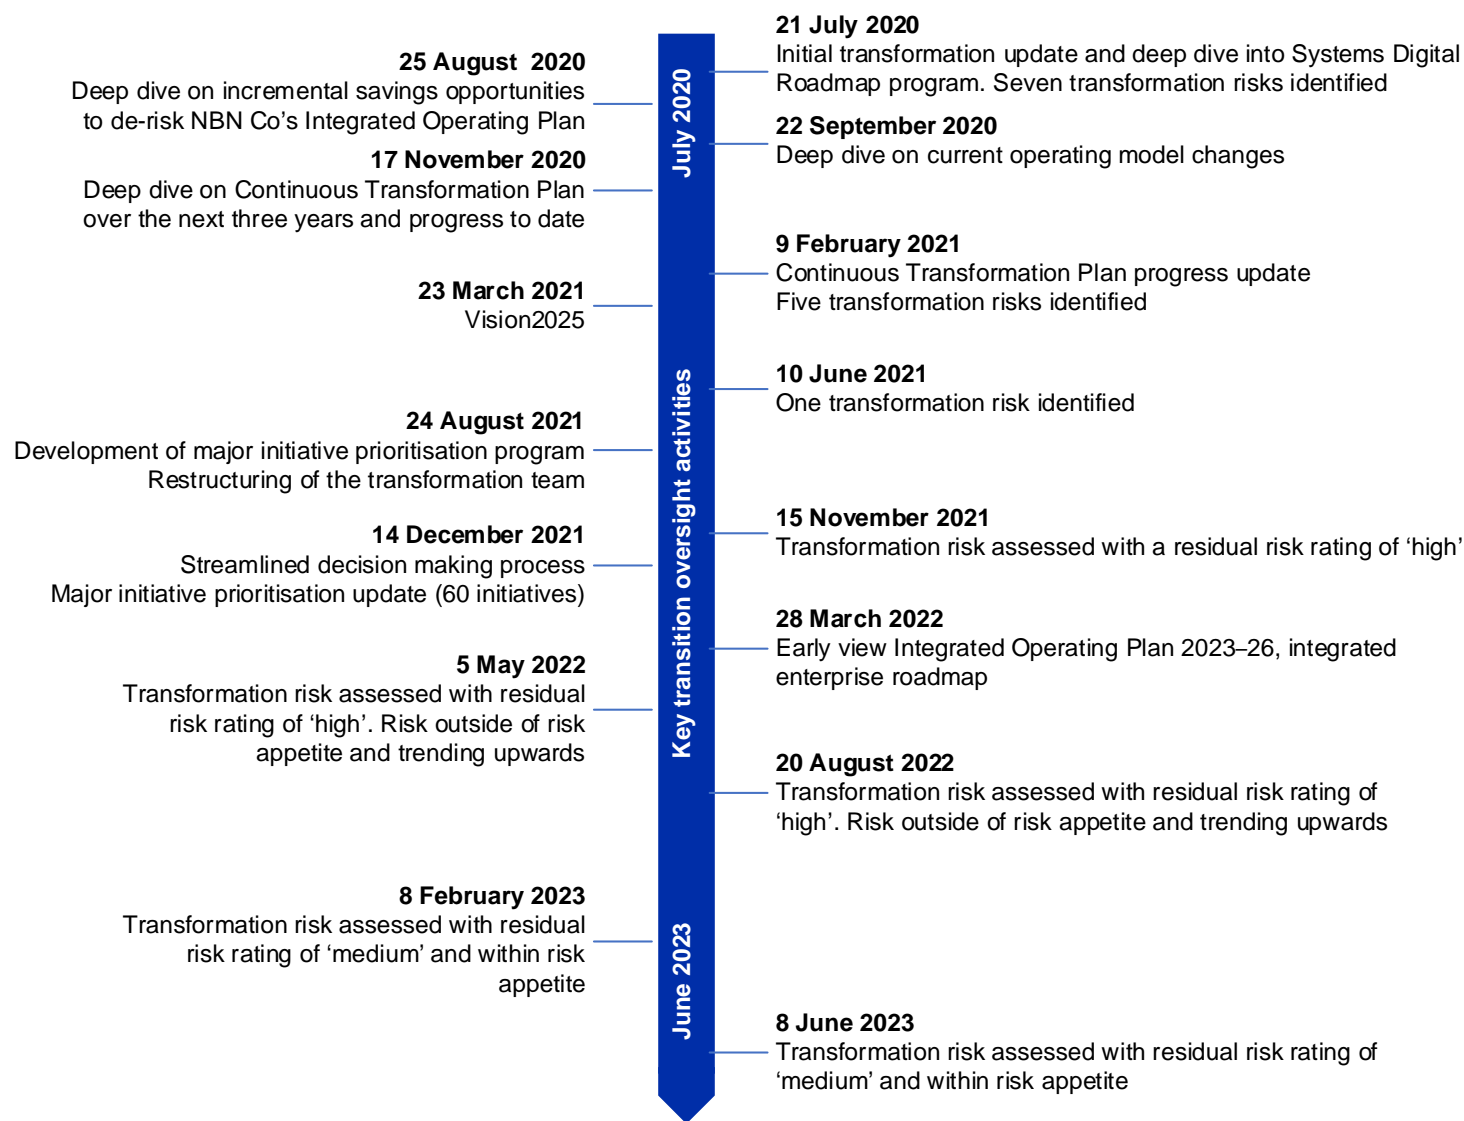 21 July 2020
Initial transformation update and deep dive into Systems Digital
Roadmap program. Seven transformation risks identified
25 August  2020
Deep dive on incremental savings opportunities
to de-risk NBN Co’s Integrated Operating Plan
22 September 2020
Deep dive on current operating model changes
17 November 2020
Deep dive on Continuous Transformation Plan
over the next three years and progress to date
9 February 2021
Continuous Transformation Plan progress update
Five transformation risks identified
23 March 2021
Vision2025
10 June 2021
One transformation risk identified
24 August 2021
Development of major initiative prioritisation program
Restructuring of the transformation team
15 November 2021
Transformation risk assessed with a residual risk rating of ‘high’
14 December 2021
Streamlined decision making process
Major initiative prioritisation update (60 initiatives)
28 March 2022
Early view Integrated Operating Plan 2023–26, integrated
enterprise roadmap
5 May 2022
Transformation risk assessed with residual
risk rating of ‘high’. Risk outside of risk
appetite and trending upwards
20 August 2022
Transformation risk assessed with residual risk rating of
‘high’. Risk outside of risk appetite and trending upwards
8 February 2023
Transformation risk assessed with residual
risk rating of ‘medium’ and within risk
appetite
8 June 2023
Transformation risk assessed with residual risk rating of
‘medium’ and within risk appetite
July 2020
Key transition oversight activities
June 2023